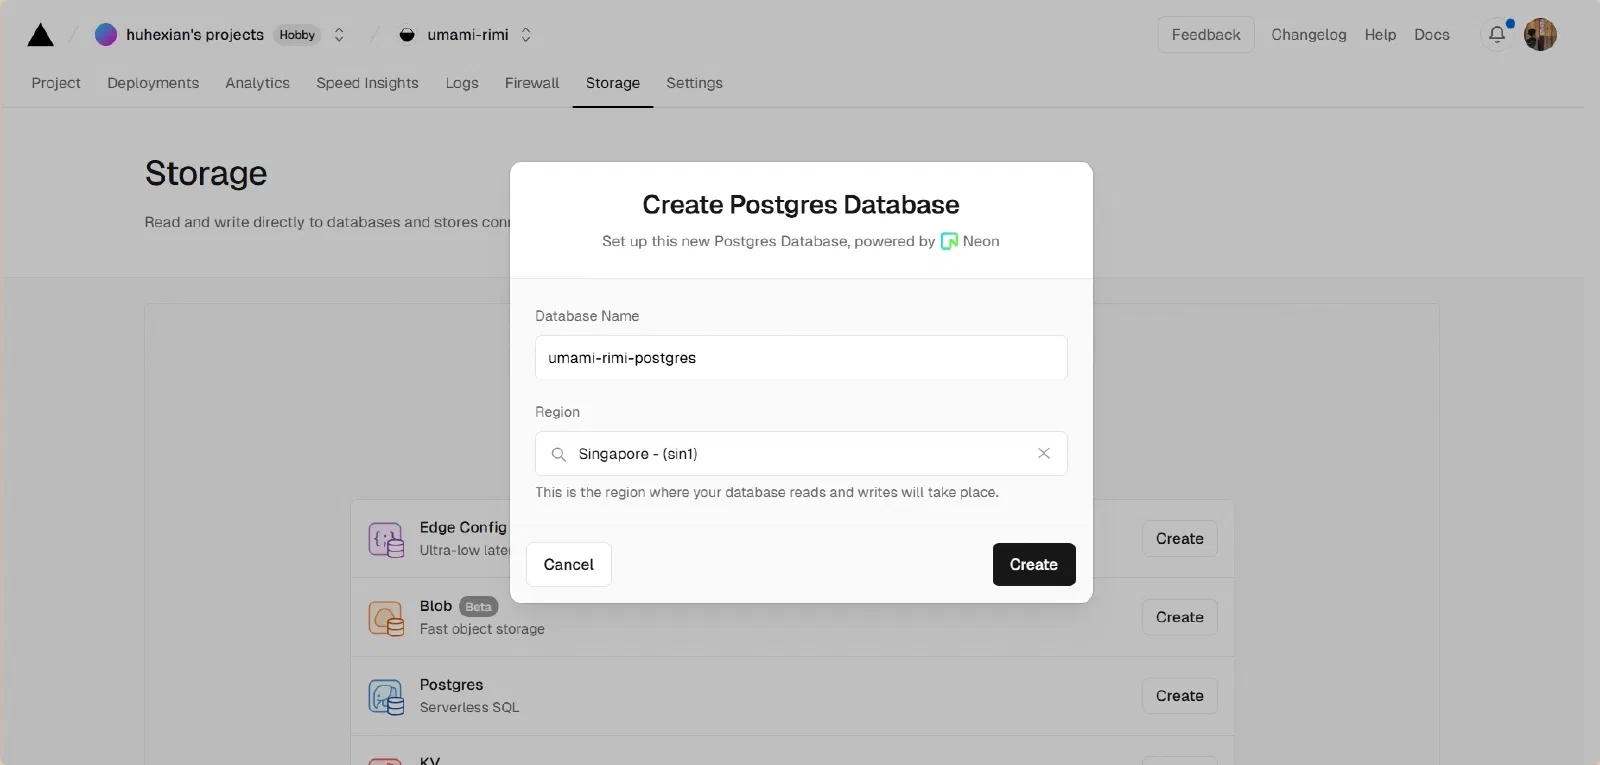 huhexian's projects Hobby umami-rimi Feedback Changelog Help Docs
Project Deployments Analytics Speed Insights Logs Firewall Storage Settings
Storage
Read and write directly to databases and stores con
Create Postgres Database
Set up this new Postgres Database, powered by Neon
Database Name
umami-rimi-postgres
Region
Singapore - (sin1)
This is the region where your database reads and writes will take place.
Cancel Create
Edge Config Create
Ultra-low late
Blob Beta Create
Fast object storage
Postgres Create
Serverless SQL
KV